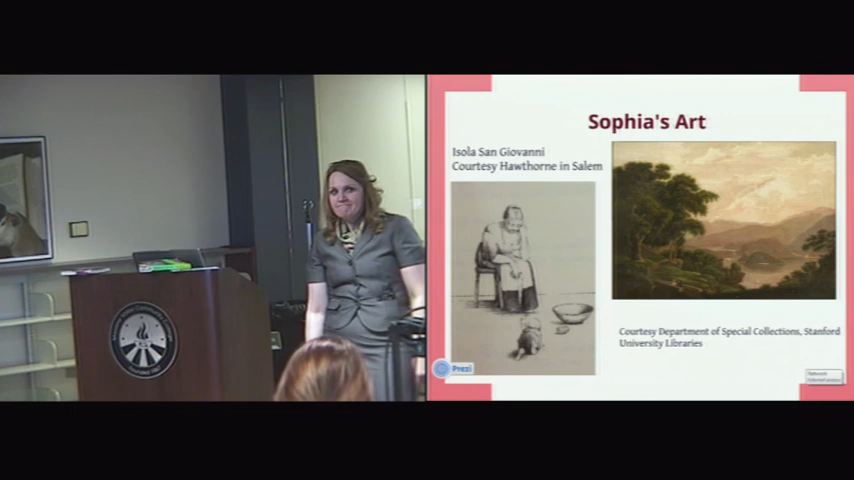 Sophia's Art
Isola San Giovanni
Courtesy Hawthorne in Salem
Courtesy Department of Special Collections, Stanford
University Libraries
Prezi